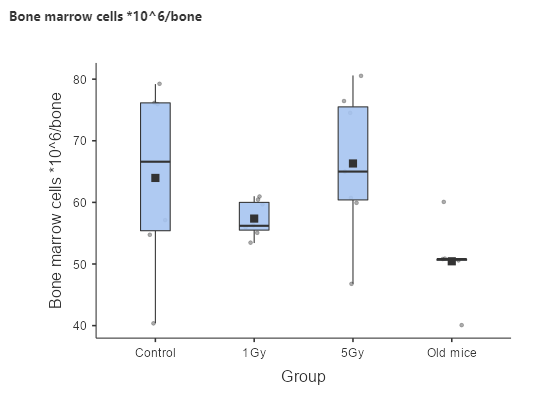 Bone marrow cells *10^6/bone
80
70
60
50
40
Bone marrow cells *10^6/bone
Control 1Gy 5Gy Old mice
Group